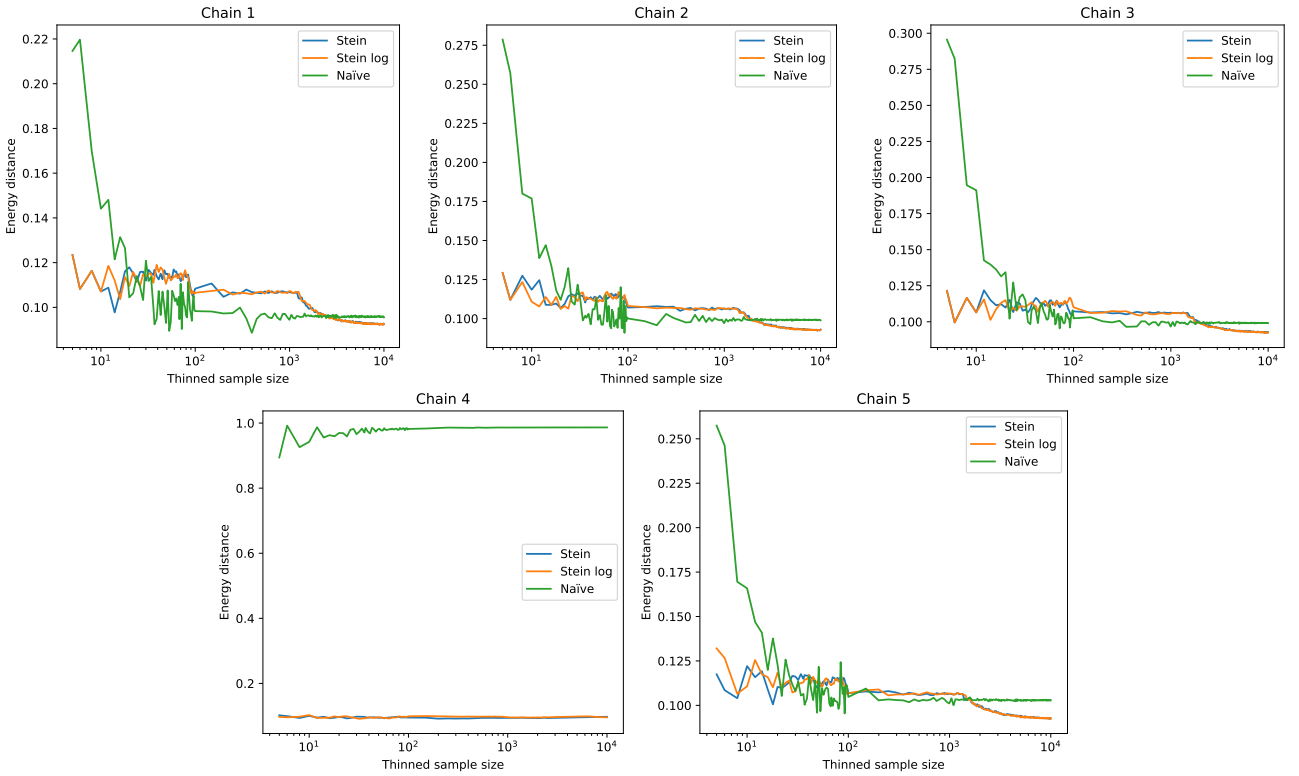 Chain 1
Energy distance
0.22
0.20
0.18
0.16
0.14
0.12
0.10
Stein
Stein log
Naïve
10¹ 10² 10³ 10⁴
Thinned sample size
Chain 2
Energy distance
0.275
0.250
0.225
0.200
0.175
0.150
0.125
0.100
Stein
Stein log
Naïve
10¹ 10² 10³ 10⁴
Thinned sample size
Chain 3
Energy distance
0.300
0.275
0.250
0.225
0.200
0.175
0.150
0.125
0.100
Stein
Stein log
Naïve
10¹ 10² 10³ 10⁴
Thinned sample size
Chain 4
Energy distance
1.0
0.8
0.6
0.4
0.2
Stein
Stein log
Naïve
10¹ 10² 10³ 10⁴
Thinned sample size
Chain 5
Energy distance
0.250
0.225
0.200
0.175
0.150
0.125
0.100
Stein
Stein log
Naïve
10¹ 10² 10³ 10⁴
Thinned sample size